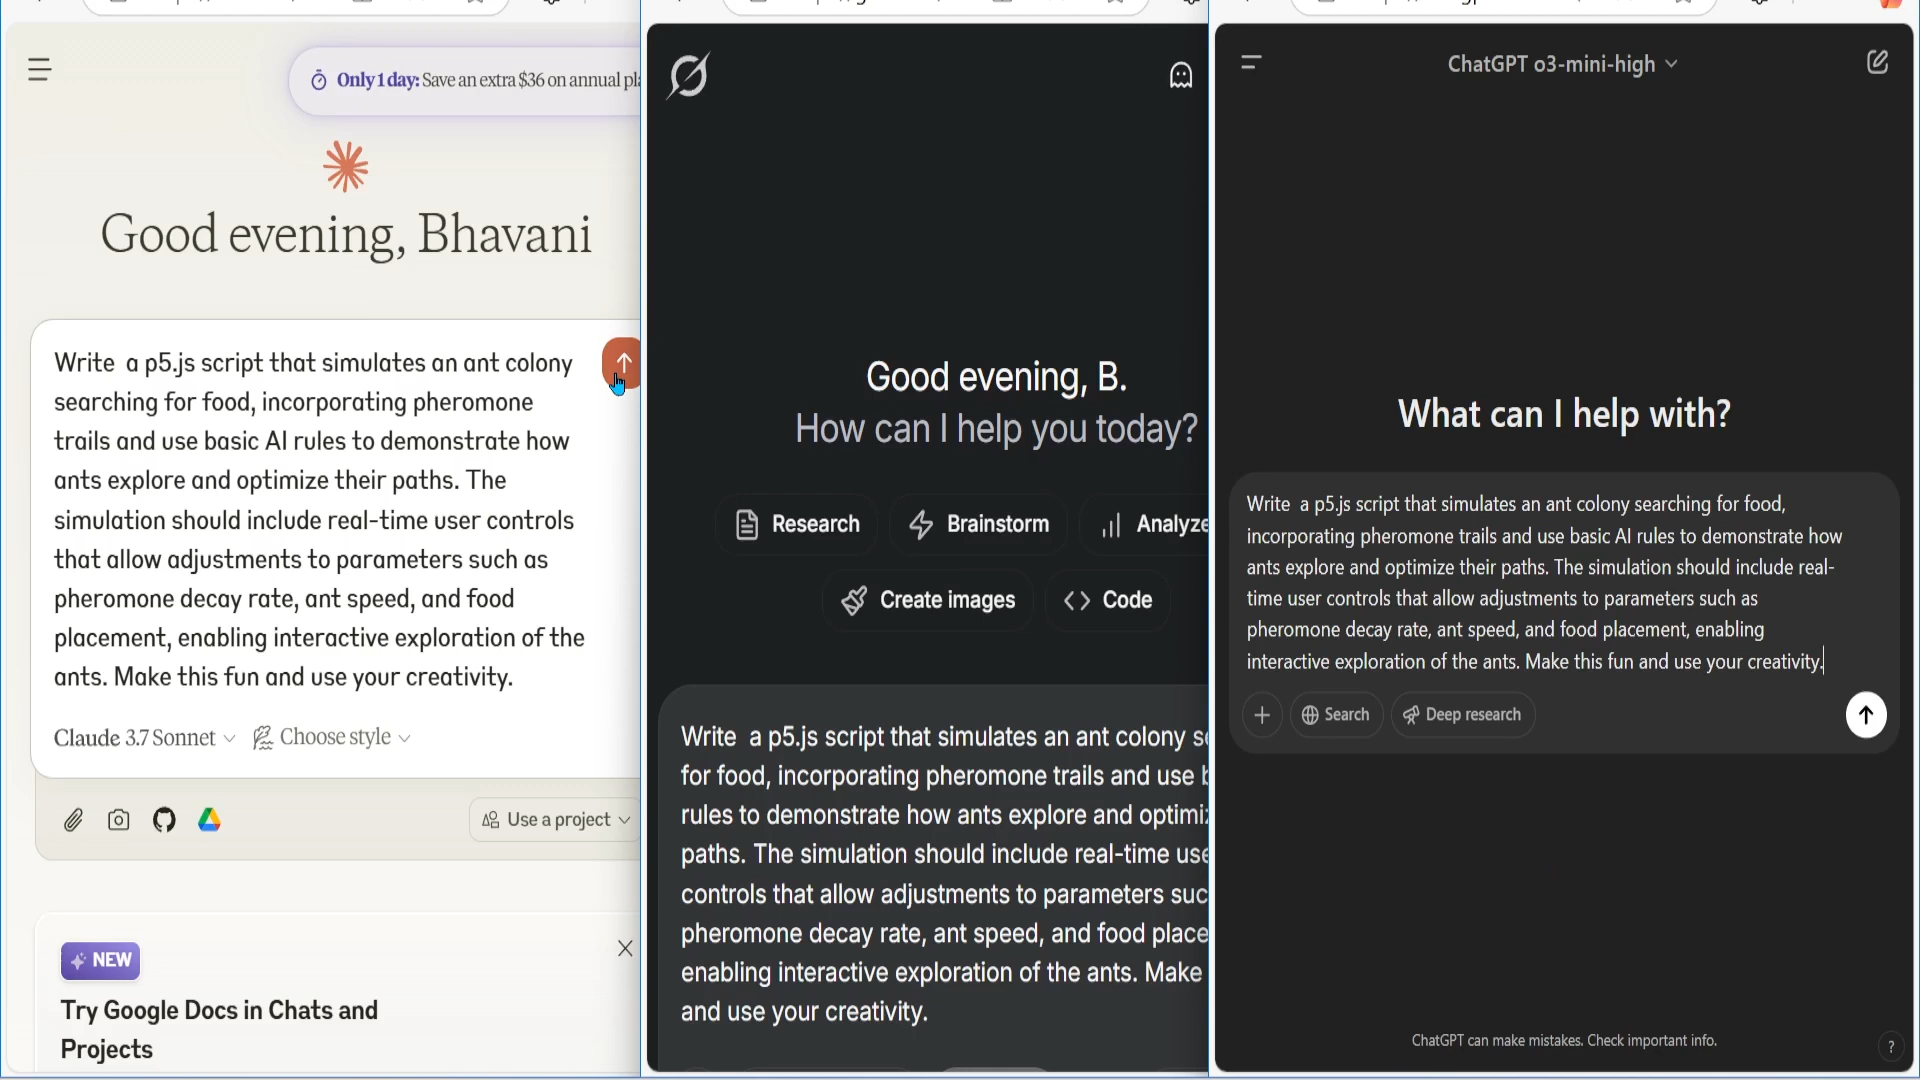 Only 1 day: Save an extra $36 on annual pla
Good evening, Bhavani
Write  a p5.js script that simulates an ant colony
searching for food, incorporating pheromone
trails and use basic AI rules to demonstrate how
ants explore and optimize their paths. The
simulation should include real-time user controls
that allow adjustments to parameters such as
pheromone decay rate, ant speed, and food
placement, enabling interactive exploration of the
ants. Make this fun and use your creativity.
Claude 3.7 Sonnet
Choose style
Use a project
NEW
Try Google Docs in Chats and
Projects
Good evening, B.
How can I help you today?
Research
Brainstorm
Analyze
Create images
Code
Write  a p5.js script that simulates an ant colony
for food, incorporating pheromone trails and use
rules to demonstrate how ants explore and optimi
paths. The simulation should include real-time use
controls that allow adjustments to parameters suc
pheromone decay rate, ant speed, and food place
enabling interactive exploration of the ants. Make
and use your creativity.
ChatGPT o3-mini-high
What can I help with?
Write  a p5.js script that simulates an ant colony searching for food,
incorporating pheromone trails and use basic AI rules to demonstrate how
ants explore and optimize their paths. The simulation should include real-
time user controls that allow adjustments to parameters such as
pheromone decay rate, ant speed, and food placement, enabling
interactive exploration of the ants. Make this fun and use your creativity.
Search
Deep research
ChatGPT can make mistakes. Check important info.
?